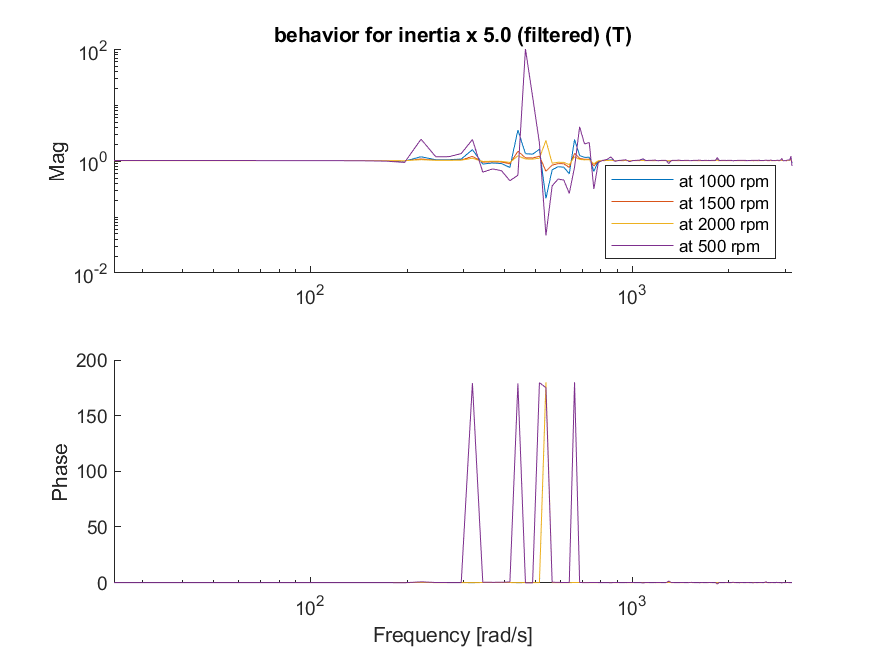 behavior for inertia x 5.0 (filtered) (T)
10^2
10^0
10^-2
Mag
at 1000 rpm
at 1500 rpm
at 2000 rpm
at 500 rpm
10^2
10^3
200
150
100
50
0
Phase
10^2
10^3
Frequency [rad/s]